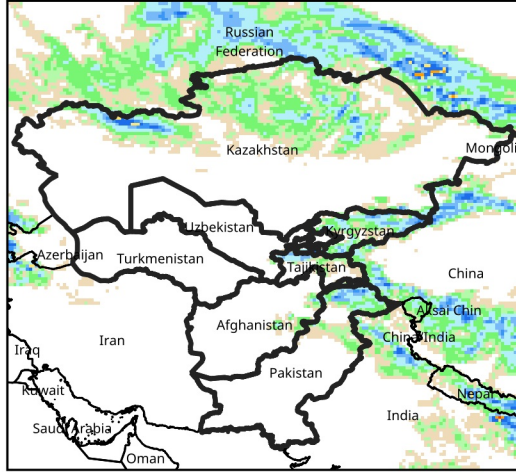 Russian
Federation
Kazakhstan
Mongoli
Uzbekistan
Kyrgyzstan
Azerbaijan
Turkmenistan
Tajikistan
China
Aksai Chin
Afghanistan
China/India
Iran
Iraq
Pakistan
Kuwait
Nepal
India
Saudi Arabia
Oman